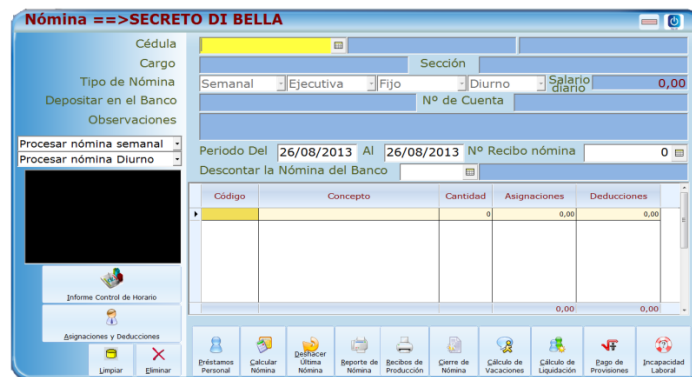 Nómina ==>SECRETO DI BELLA
Cédula
Cargo
Sección
Tipo de Nómina
Semanal
Ejecutiva
Fijo
Diurno
Salario diario
0,00
Depositar en el Banco
Nº de Cuenta
Observaciones
Procesar nómina semanal
Procesar nómina Diurno
Periodo Del 26/08/2013 Al 26/08/2013 Nº Recibo nómina 0
Descontar la Nómina del Banco
Código Concepto Cantidad Asignaciones Deducciones
0 0,00 0,00
0,00 0,00
Informe Control de Horario
Asignaciones y Deducciones
Limpiar
Eliminar
Préstamos Personal
Calcular Nómina
Deshacer Última Nómina
Reporte de Nómina
Recibos de Producción
Cierre de Nómina
Cálculo de Vacaciones
Cálculo de Liquidación
Pago de Provisiones
Incapacidad Laboral